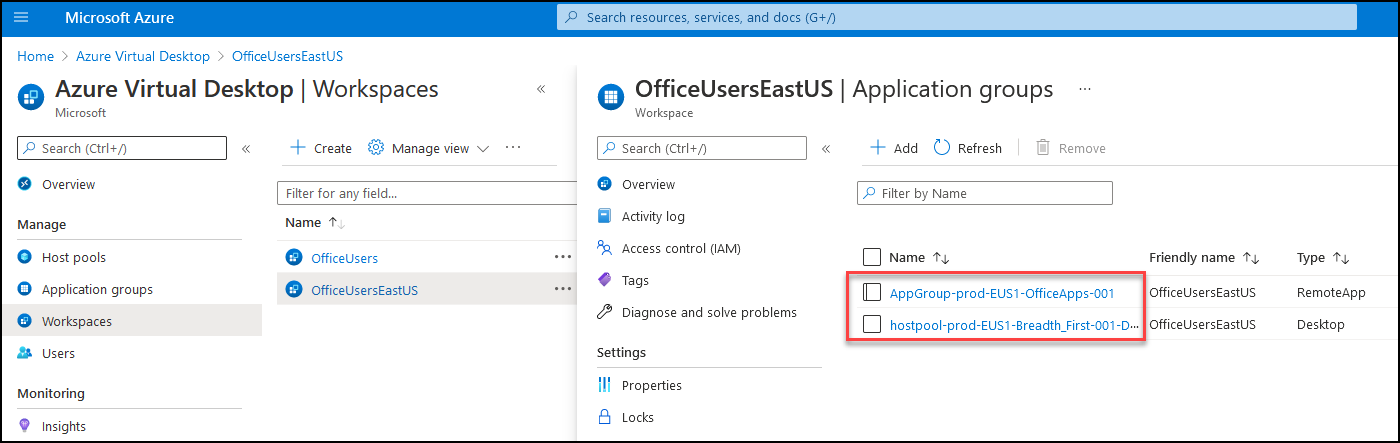 Microsoft Azure
Search resources, services, and docs (G+/)
Home > Azure Virtual Desktop > OfficeUsersEastUS
Azure Virtual Desktop | Workspaces
Microsoft
Search (Ctrl+/)
Overview
Manage
Host pools
Application groups
Workspaces
Users
Monitoring
Insights
Create
Manage view
Filter for any field...
Name
OfficeUsers
OfficeUsersEastUS
OfficeUsersEastUS | Application groups
Workspace
Search (Ctrl+/)
Overview
Activity log
Access control (IAM)
Tags
Diagnose and solve problems
Settings
Properties
Locks
Add Refresh Remove
Filter by Name
Name Friendly name Type
AppGroup-prod-EUS1-OfficeApps-001 OfficeUsersEastUS RemoteApp
hostpool-prod-EUS1-Breadth_First-001-D... OfficeUsersEastUS Desktop